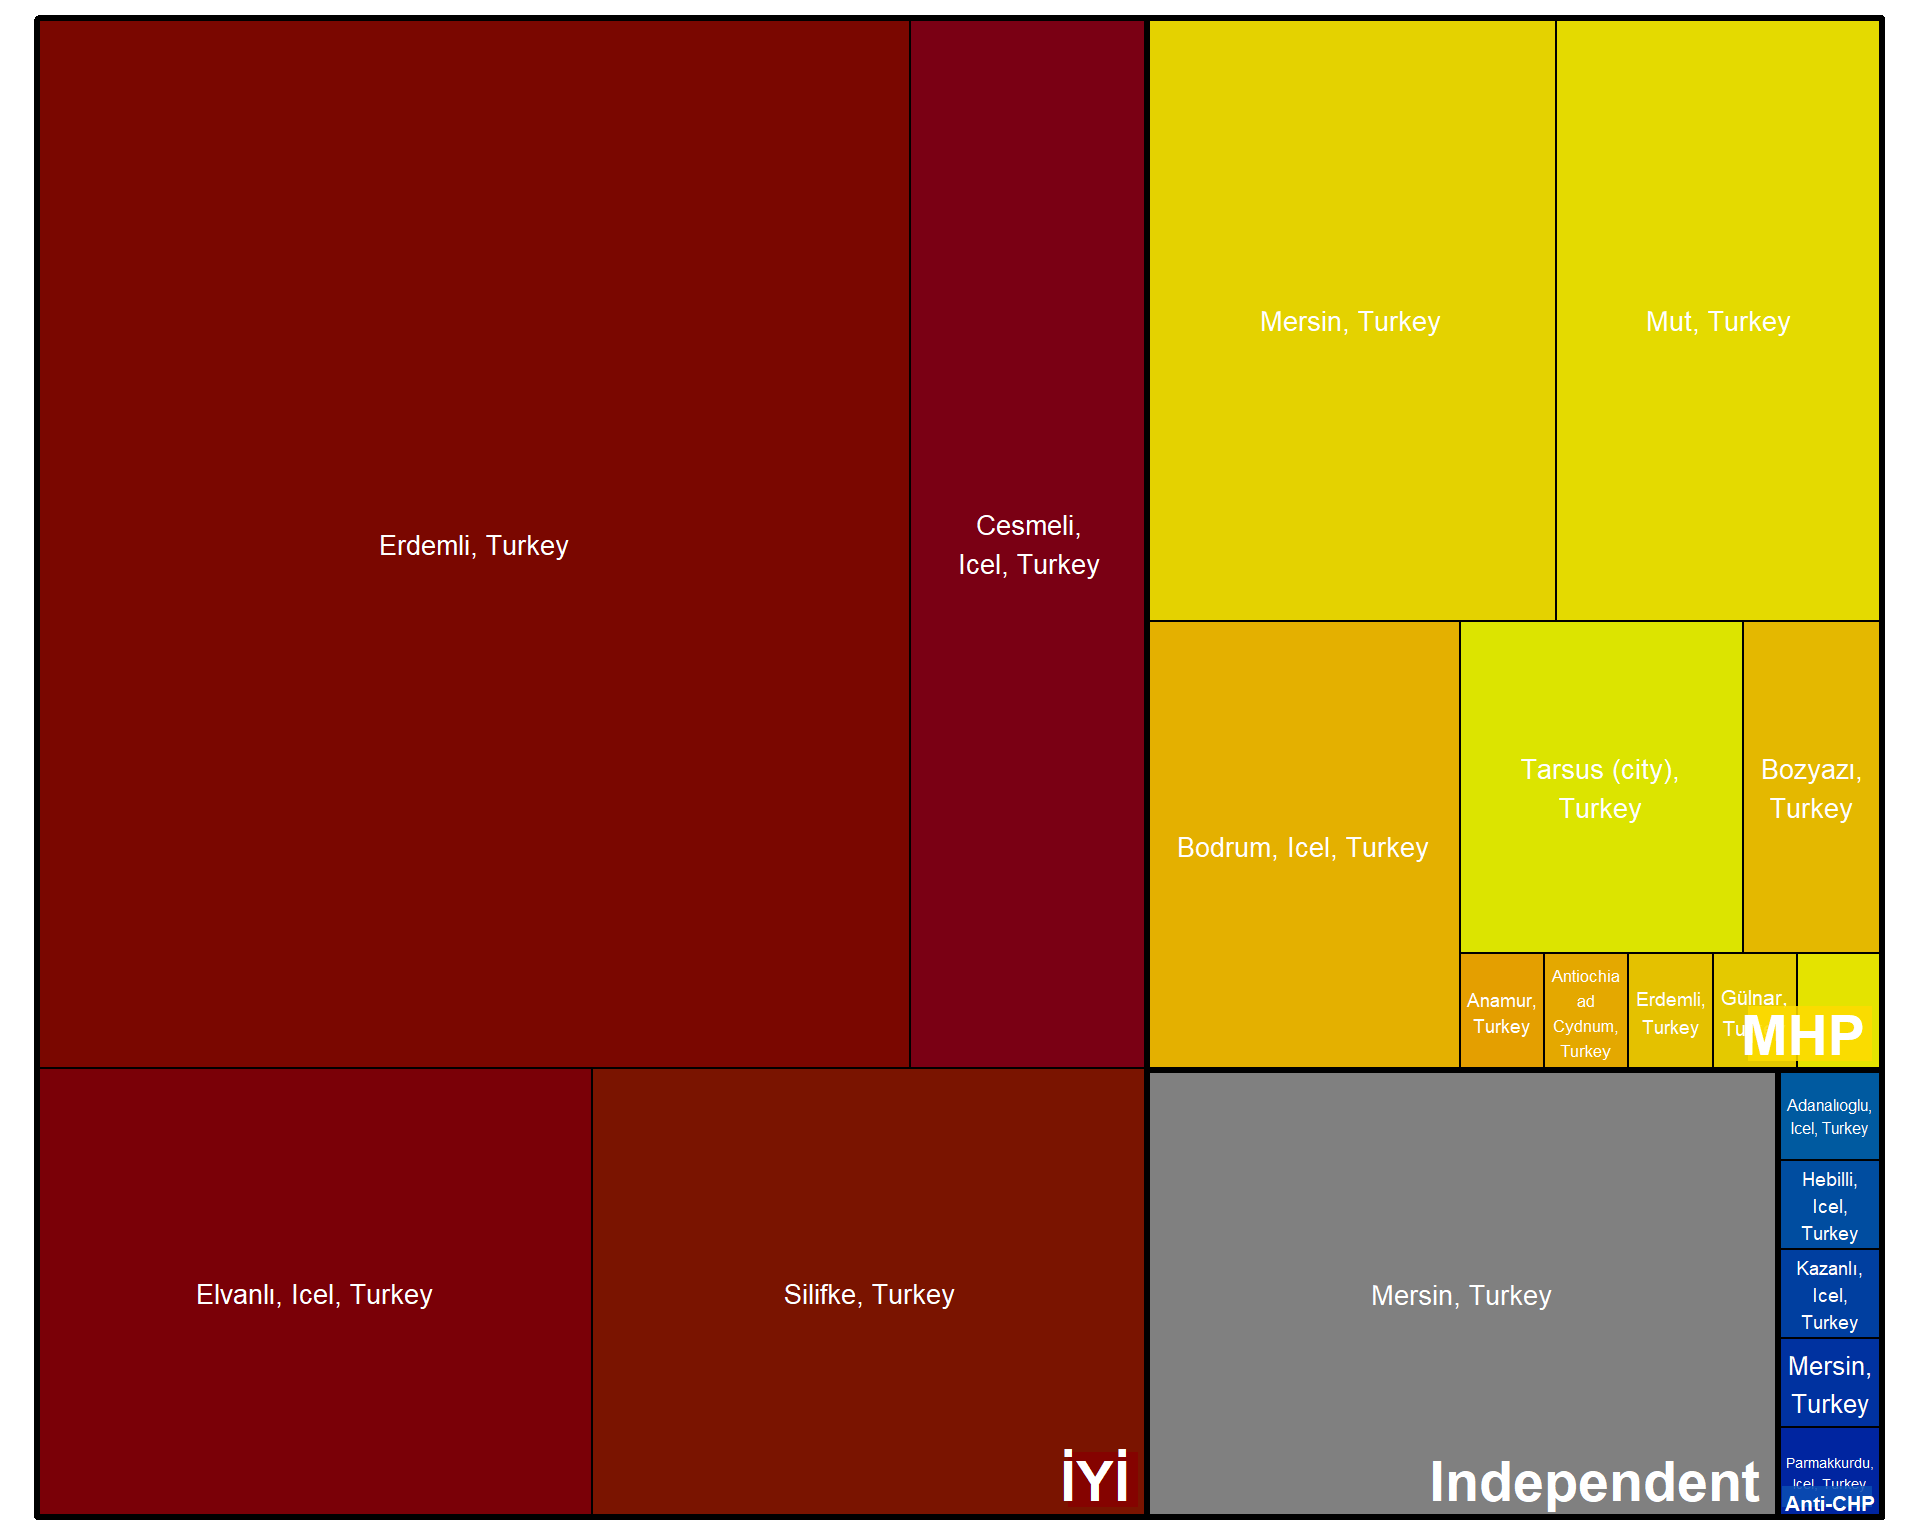 Erdemli, Turkey
Cesmeli,
Icel, Turkey
Elvanlı, Icel, Turkey
Silifke, Turkey
İYİ
Mersin, Turkey
Mut, Turkey
Bodrum, Icel, Turkey
Tarsus (city),
Turkey
Bozyazı,
Turkey
Anamur,
Turkey
Antiochia
ad
Cydnum,
Turkey
Erdemli,
Turkey
Gülnar,
MHP
Mersin, Turkey
Independent
Adanalıoglu,
Icel, Turkey
Hebilli,
Icel,
Turkey
Kazanlı,
Icel,
Turkey
Mersin,
Turkey
Parmakkurdu,
Icel, Turkey
Anti-CHP